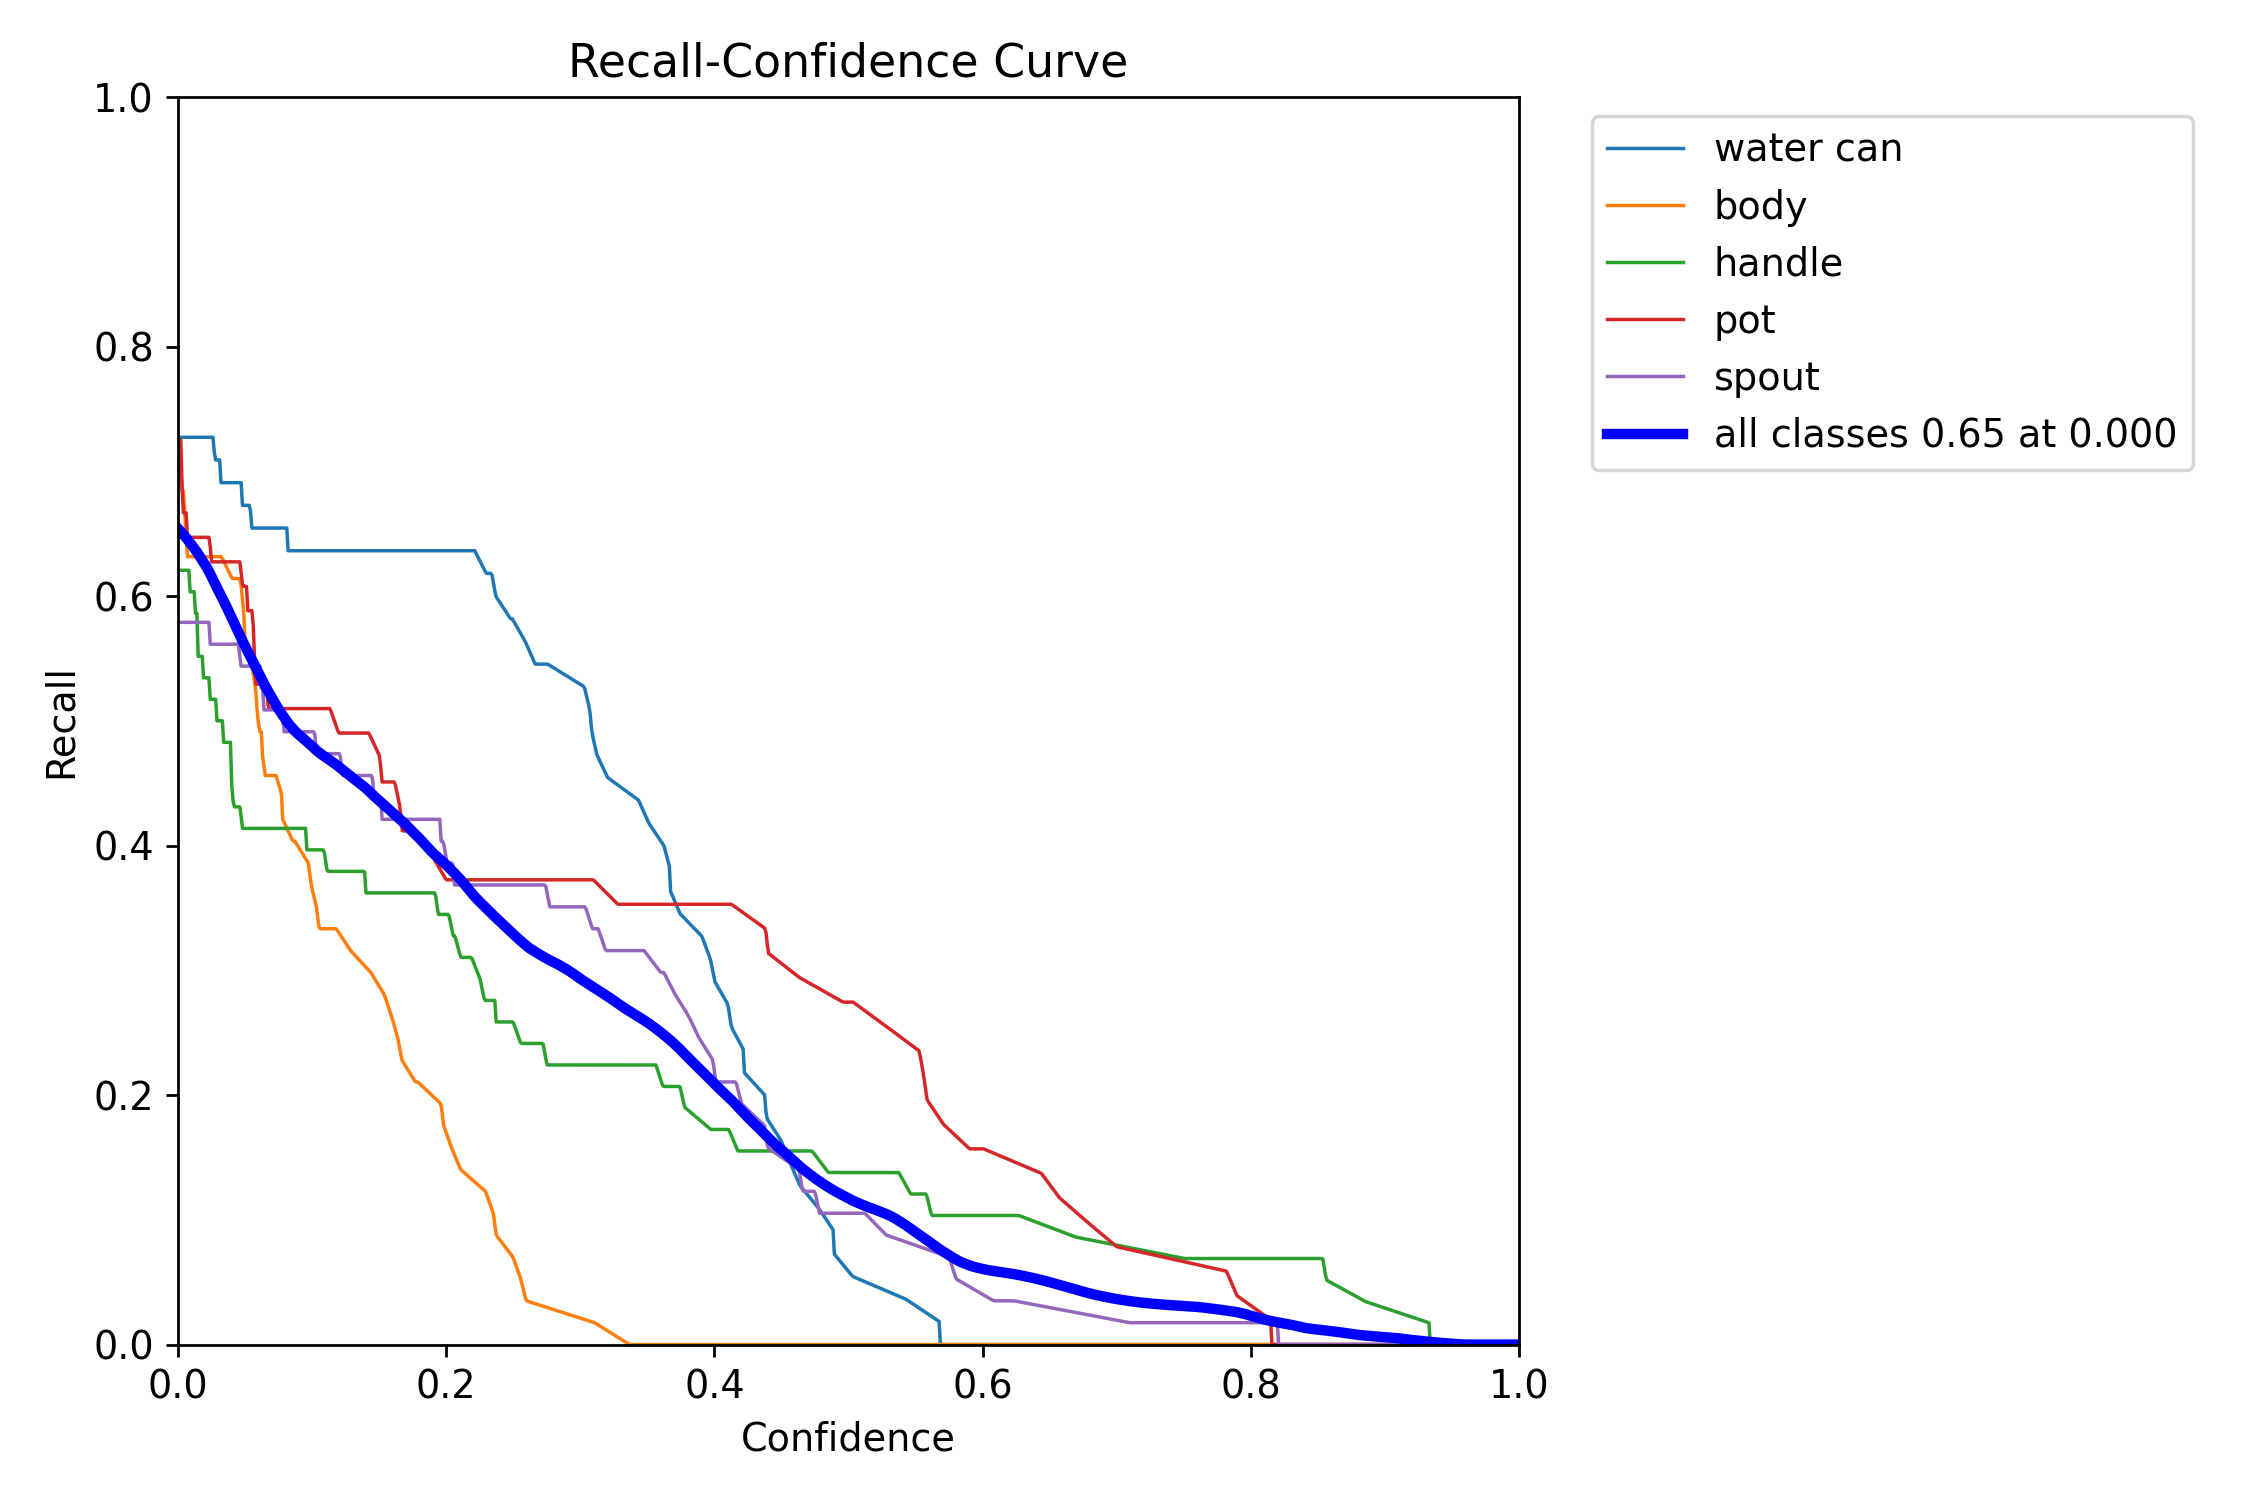 Recall-Confidence Curve
1.0
0.8
0.6
0.4
0.2
0.0
Recall
0.0 0.2 0.4 0.6 0.8 1.0
Confidence
water can
body
handle
pot
spout
all classes 0.65 at 0.000